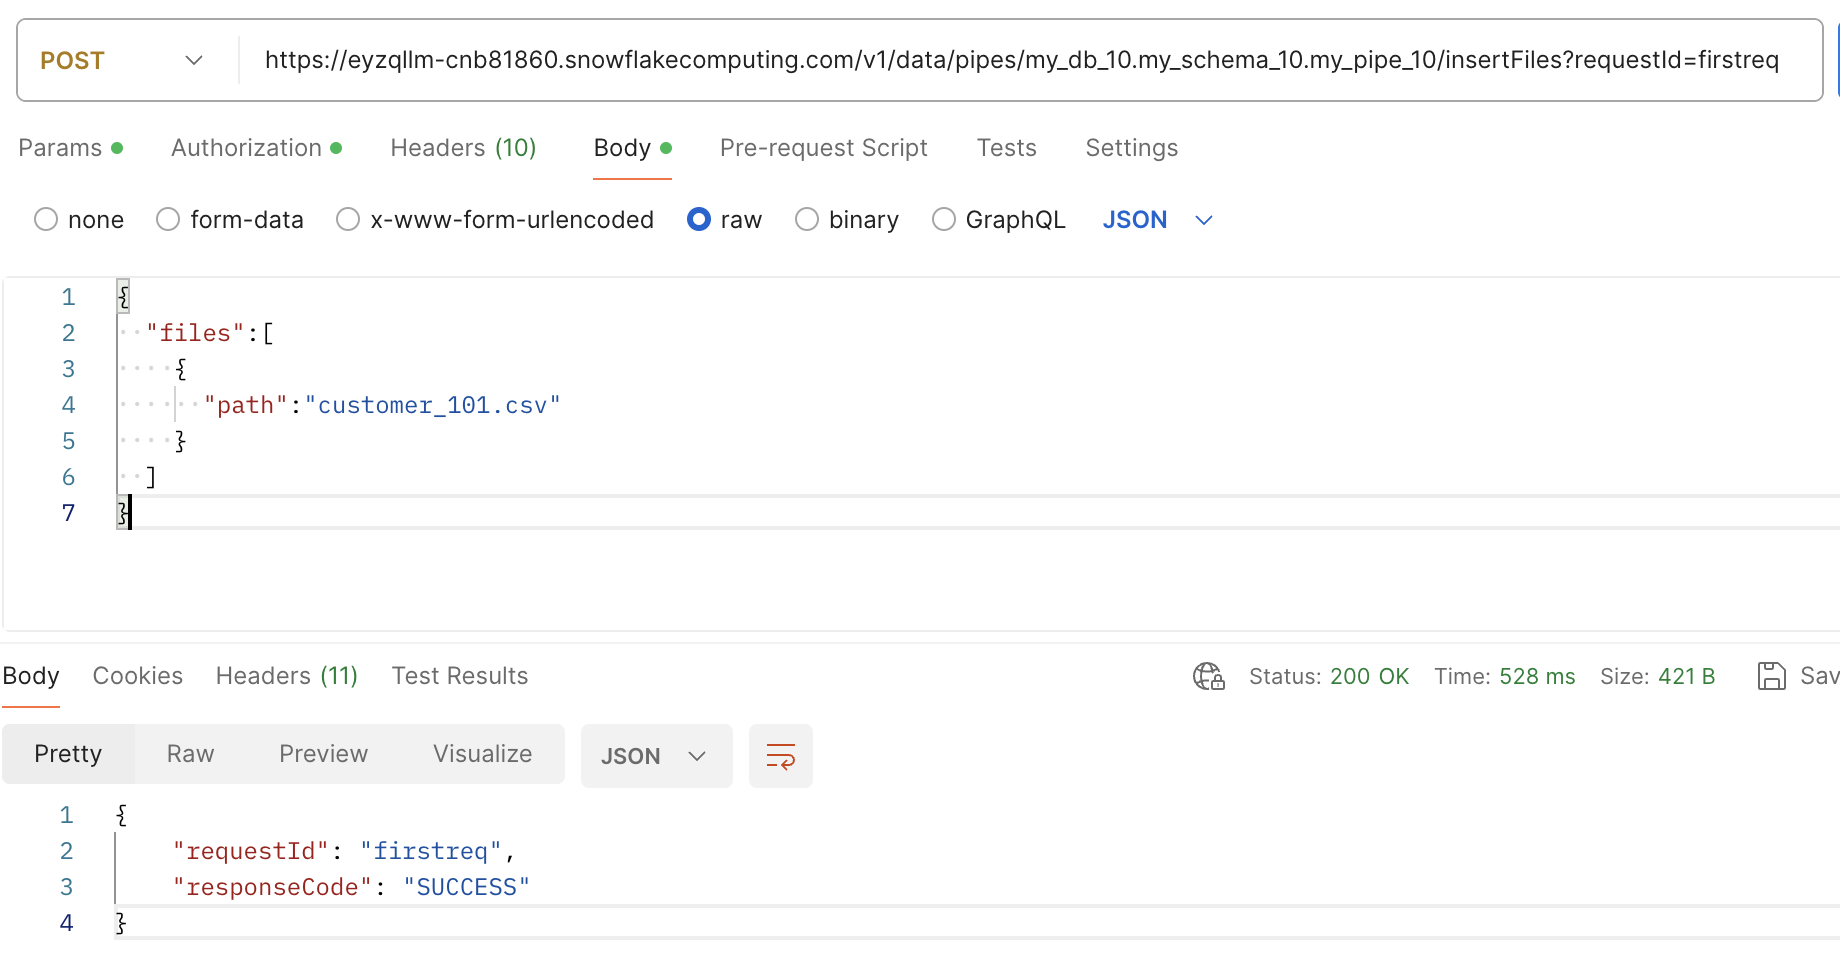 POST https://eyzqllm-cnb81860.snowflakecomputing.com/v1/data/pipes/my_db_10.my_schema_10.my_pipe_10/insertFiles?requestId=firstreq
Params Authorization Headers (10) Body Pre-request Script Tests Settings
none form-data x-www-form-urlencoded raw binary GraphQL JSON
1 {
2 "files":[
3 {
4 "path":"customer_101.csv"
5 }
6 ]
7 }
Body Cookies Headers (11) Test Results Status: 200 OK Time: 528 ms Size: 421 B Sav
Pretty Raw Preview Visualize JSON
1 {
2 "requestId": "firstreq",
3 "responseCode": "SUCCESS"
4 }